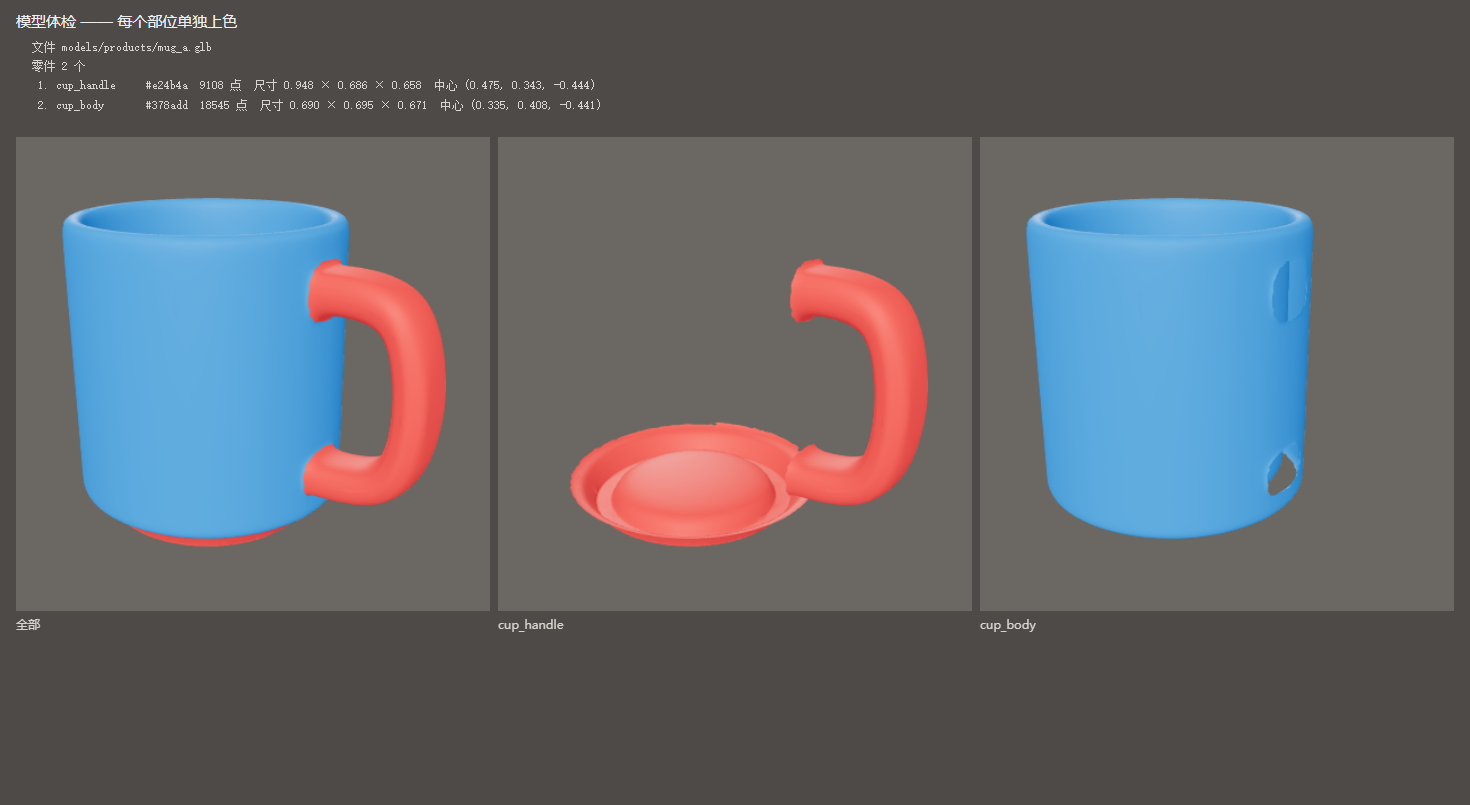 模型体检 —— 每个部位单独上色
文件 models/products/mug_a.glb
零件 2 个
1. cup_handle #e24b4a 9108 点 尺寸 0.948 × 0.686 × 0.658 中心 (0.475, 0.343, -0.444)
2. cup_body #378add 18545 点 尺寸 0.690 × 0.695 × 0.671 中心 (0.335, 0.408, -0.441)
全部
cup_handle
cup_body